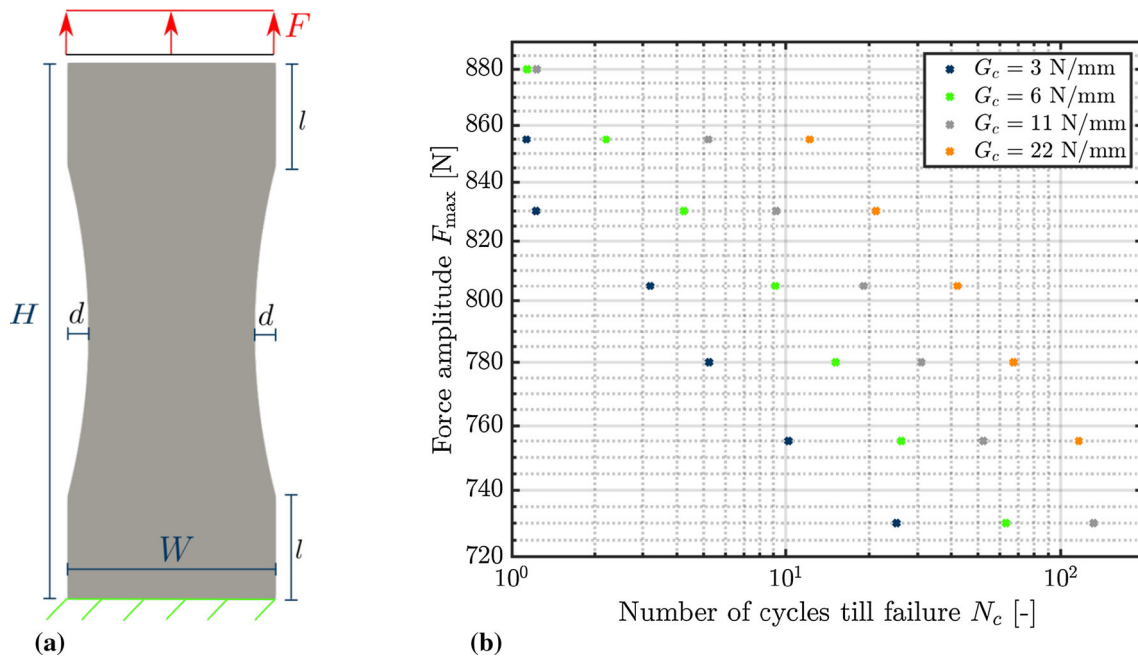 F
l
H
d
d
W
l
(a)
Force amplitude F_max [N]
880
860
840
820
800
780
760
740
720
10^0
10^1
10^2
Number of cycles till failure N_c [-]
G_c = 3 N/mm
G_c = 6 N/mm
G_c = 11 N/mm
G_c = 22 N/mm
(b)